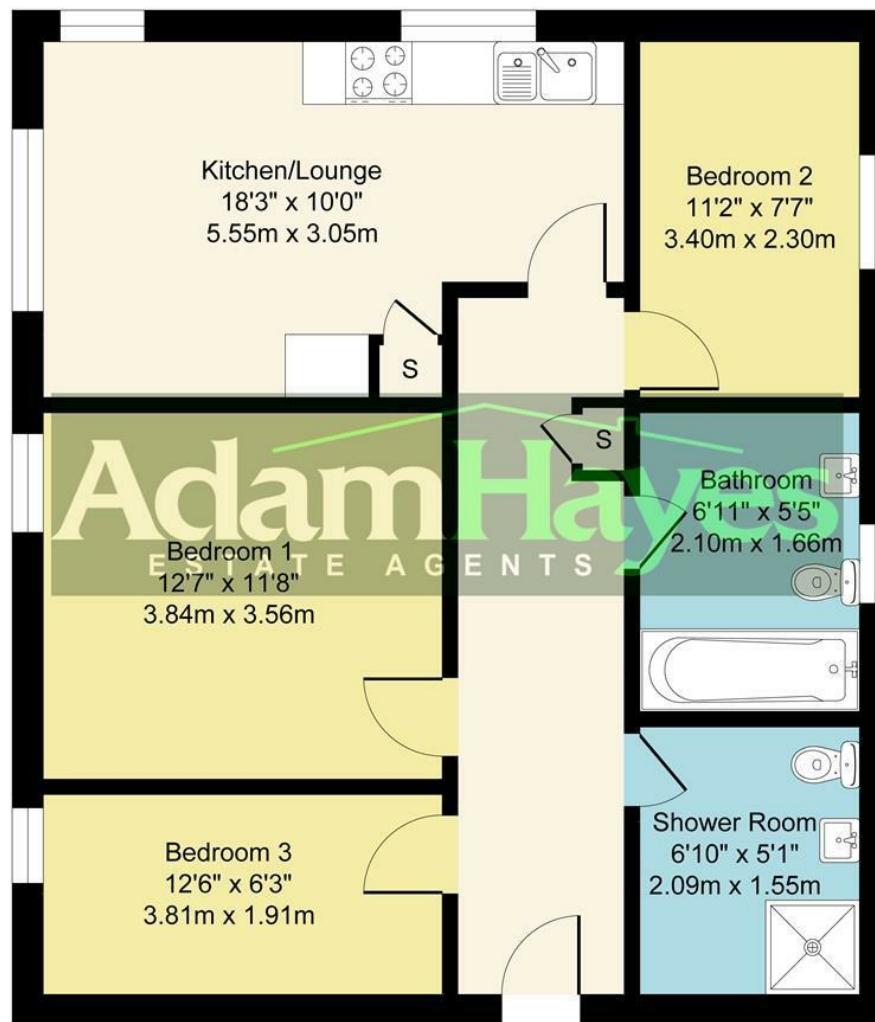 Kitchen/Lounge
18'3" x 10'0"
5.55m x 3.05m
Bedroom 2
11'2" x 7'7"
3.40m x 2.30m
S
S
AdamHayes
ESTATE AGENTS
Bathroom
6'11" x 5'5"
2.10m x 1.66m
Bedroom 1
12'7" x 11'8"
3.84m x 3.56m
Shower Room
6'10" x 5'1"
2.09m x 1.55m
Bedroom 3
12'6" x 6'3"
3.81m x 1.91m